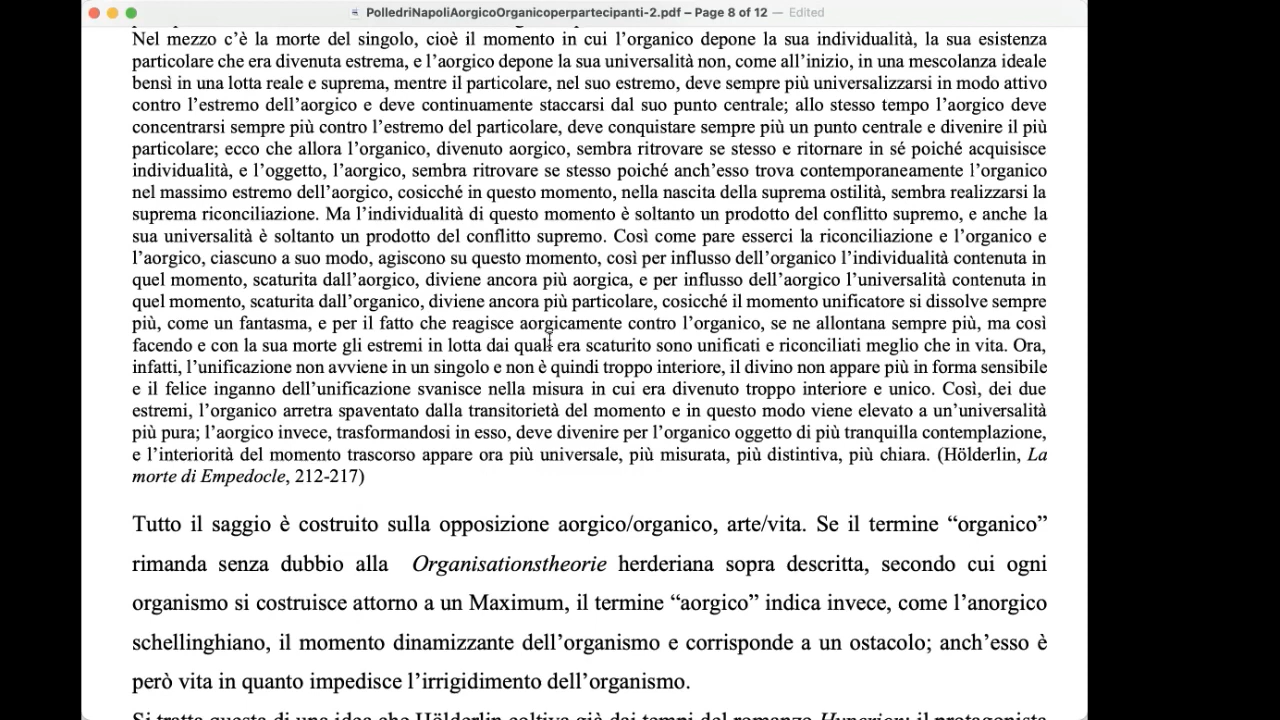 PolledriNapoliAorgicoOrganicoperpartecipanti-2.pdf – Page 8 of 12 — Edited
Nel mezzo c’è la morte del singolo, cioè il momento in cui l’organico depone la sua individualità, la sua esistenza
particolare che era divenuta estrema, e l’aorgico depone la sua universalità non, come all’inizio, in una mescolanza ideale
bensì in una lotta reale e suprema, mentre il particolare, nel suo estremo, deve sempre più universalizzarsi in modo attivo
contro l’estremo dell’aorgico e deve continuamente staccarsi dal suo punto centrale; allo stesso tempo l’aorgico deve
concentrarsi sempre più contro l’estremo del particolare, deve conquistare sempre più un punto centrale e divenire il più
particolare; ecco che allora l’organico, divenuto aorgico, sembra ritrovare se stesso e ritornare in sé poiché acquisisce
individualità, e l’oggetto, l’aorgico, sembra ritrovare se stesso poiché anch’esso trova contemporaneamente l’organico
nel massimo estremo dell’aorgico, cosicché in questo momento, nella nascita della suprema ostilità, sembra realizzarsi la
suprema riconciliazione. Ma l’individualità di questo momento è soltanto un prodotto del conflitto supremo, e anche la
sua universalità è soltanto un prodotto del conflitto supremo. Così come pare esserci la riconciliazione e l’organico e
l’aorgico, ciascuno a suo modo, agiscono su questo momento, così per influsso dell’organico l’individualità contenuta in
quel momento, scaturita dall’aorgico, diviene ancora più aorgica, e per influsso dell’aorgico l’universalità contenuta in
quel momento, scaturita dall’organico, diviene ancora più particolare, cosicché il momento unificatore si dissolve sempre
più, come un fantasma, e per il fatto che reagisce aorgicamente contro l’organico, se ne allontana sempre più, ma così
facendo e con la sua morte gli estremi in lotta dai quali era scaturito sono unificati e riconciliati meglio che in vita. Ora,
infatti, l’unificazione non avviene in un singolo e non è quindi troppo interiore, il divino non appare più in forma sensibile
e il felice inganno dell’unificazione svanisce nella misura in cui era divenuto troppo interiore e unico. Così, dei due
estremi, l’organico arretra spaventato dalla transitorietà del momento e in questo modo viene elevato a un’universalità
più pura; l’aorgico invece, trasformandosi in esso, deve divenire per l’organico oggetto di più tranquilla contemplazione,
e l’interiorità del momento trascorso appare ora più universale, più misurata, più distintiva, più chiara. (Hölderlin, La
morte di Empedocle, 212-217)
Tutto il saggio è costruito sulla opposizione aorgico/organico, arte/vita. Se il termine “organico”
rimanda senza dubbio alla Organisationstheorie herderiana sopra descritta, secondo cui ogni
organismo si costruisce attorno a un Maximum, il termine “aorgico” indica invece, come l’anorgico
schellinghiano, il momento dinamizzante dell’organismo e corrisponde a un ostacolo; anch’esso è
però vita in quanto impedisce l’irrigidimento dell’organismo.
Si tratta questa di una idea che Hölderlin coltiva già dai tempi del romanzo Hyperion: il protagonista